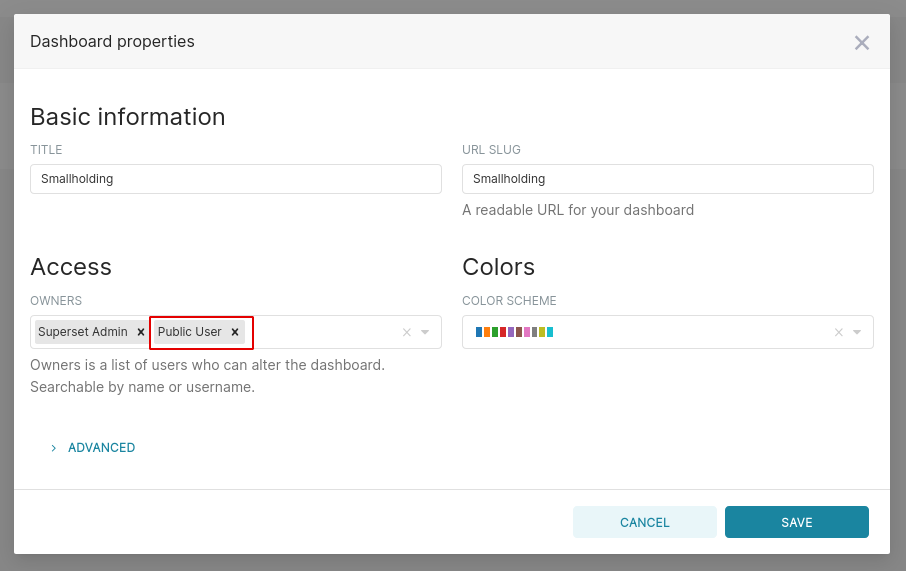 Dashboard properties
Basic information
TITLE
Smallholding
URL SLUG
Smallholding
A readable URL for your dashboard
Access
OWNERS
Superset Admin
Public User
Owners is a list of users who can alter the dashboard.
Searchable by name or username.
Colors
COLOR SCHEME
ADVANCED
CANCEL
SAVE